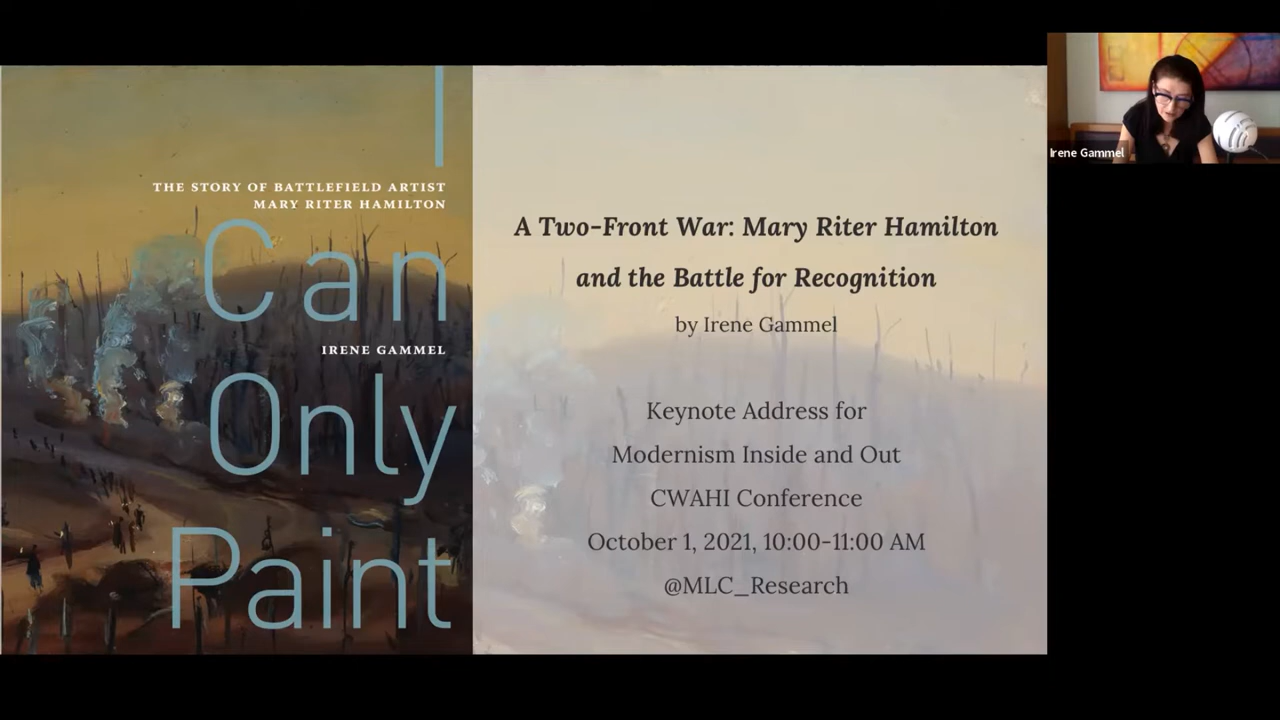 I
THE STORY OF BATTLEFIELD ARTIST
MARY RITER HAMILTON
Can
IRENE GAMMEL
Only
Paint
A Two-Front War: Mary Riter Hamilton
and the Battle for Recognition
by Irene Gammel
Keynote Address for
Modernism Inside and Out
CWAHI Conference
October 1, 2021, 10:00-11:00 AM
@MLC_Research
Irene Gammel